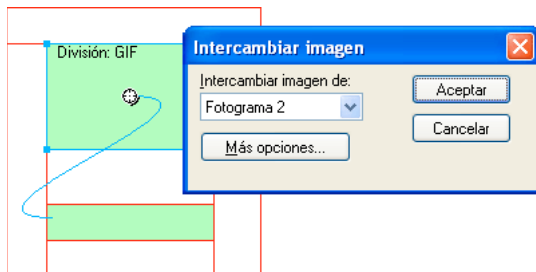 División: GIF
Intercambiar imagen
Intercambiar imagen de:
Fotograma 2
Más opciones...
Aceptar
Cancelar